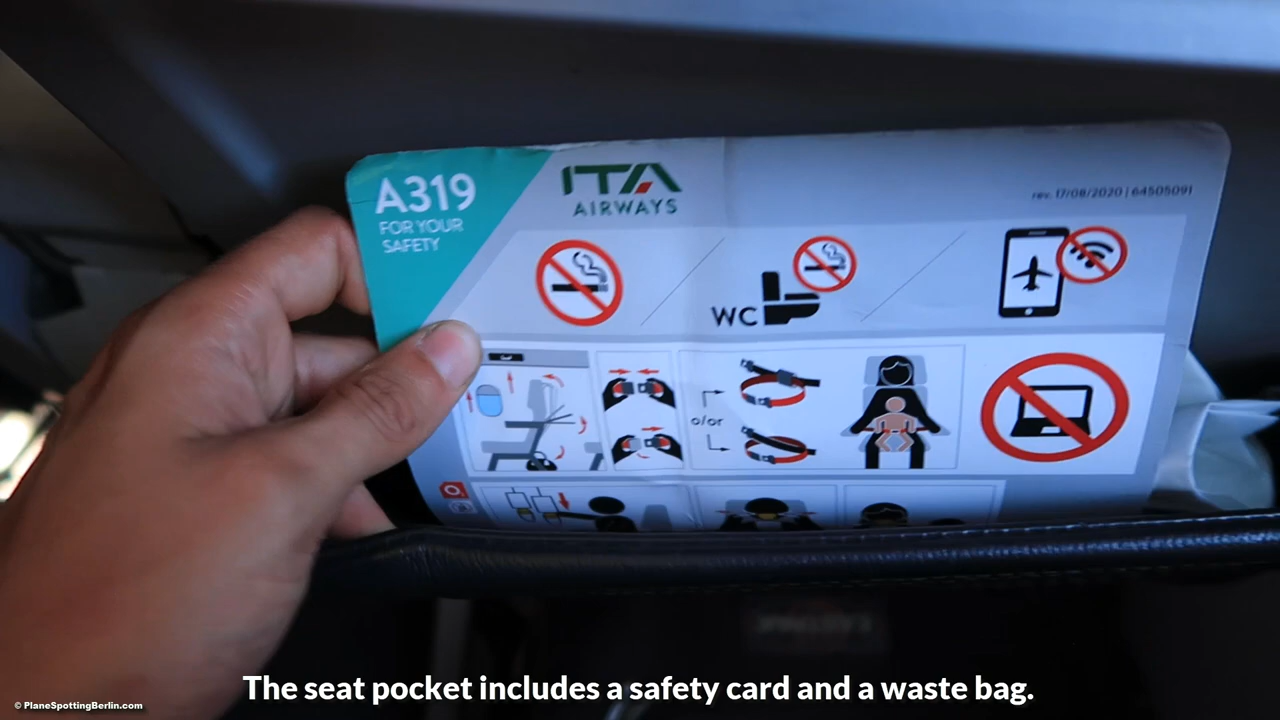 A319
FOR YOUR
SAFETY
ITA
AIRWAYS
rev. 17/08/2020 | 64505091
WC
o/or
The seat pocket includes a safety card and a waste bag.
© PlaneSpottingBerlin.com